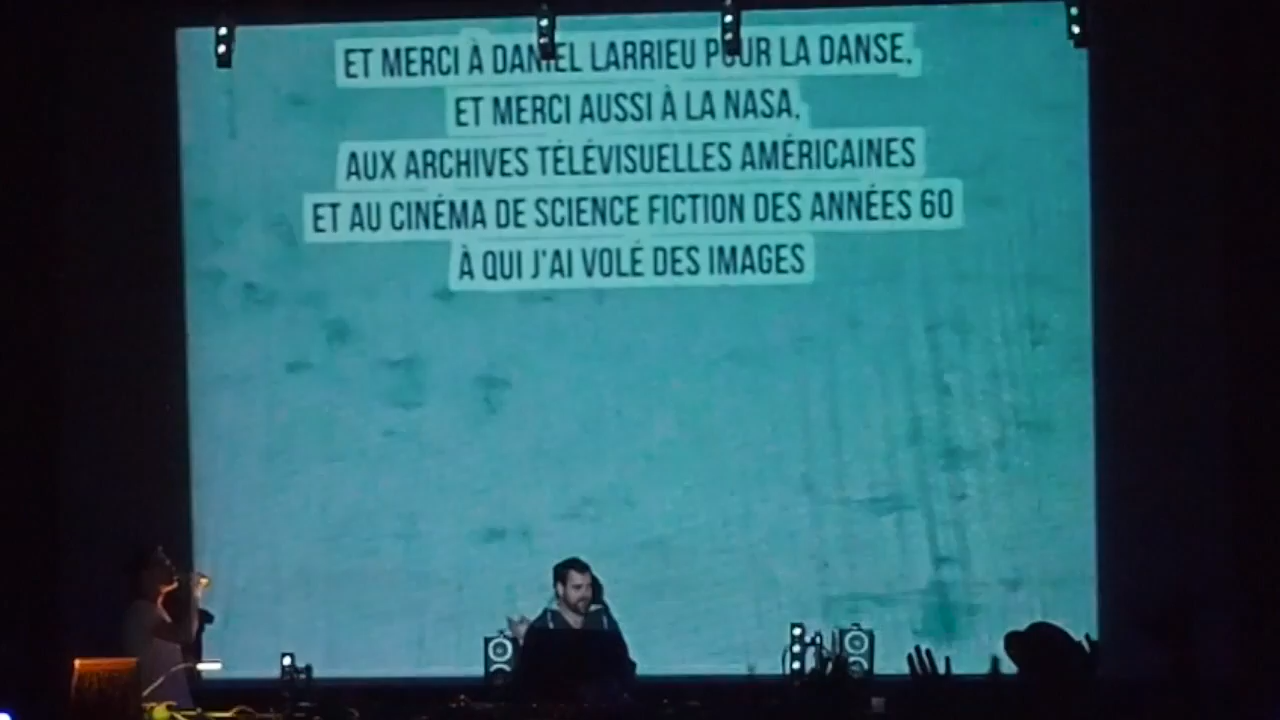 ET MERCI À DANIEL LARRIEU POUR LA DANSE,
ET MERCI AUSSI À LA NASA,
AUX ARCHIVES TÉLÉVISUELLES AMÉRICAINES
ET AU CINÉMA DE SCIENCE FICTION DES ANNÉES 60
À QUI J'AI VOLÉ DES IMAGES